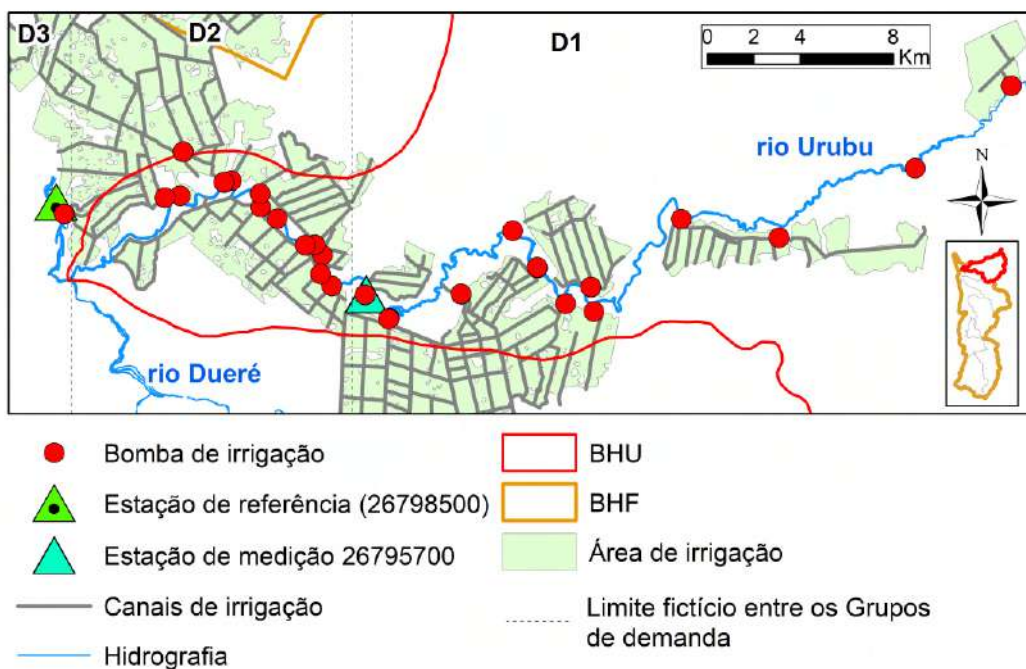 D3 D2 D1
0 2 4 8
Km
rio Urubu
N
rio Dueré
Bomba de irrigação
Estação de referência (26798500)
Estação de medição 26795700
Canais de irrigação
Hidrografia
BHU
BHF
Área de irrigação
Limite fictício entre os Grupos
de demanda